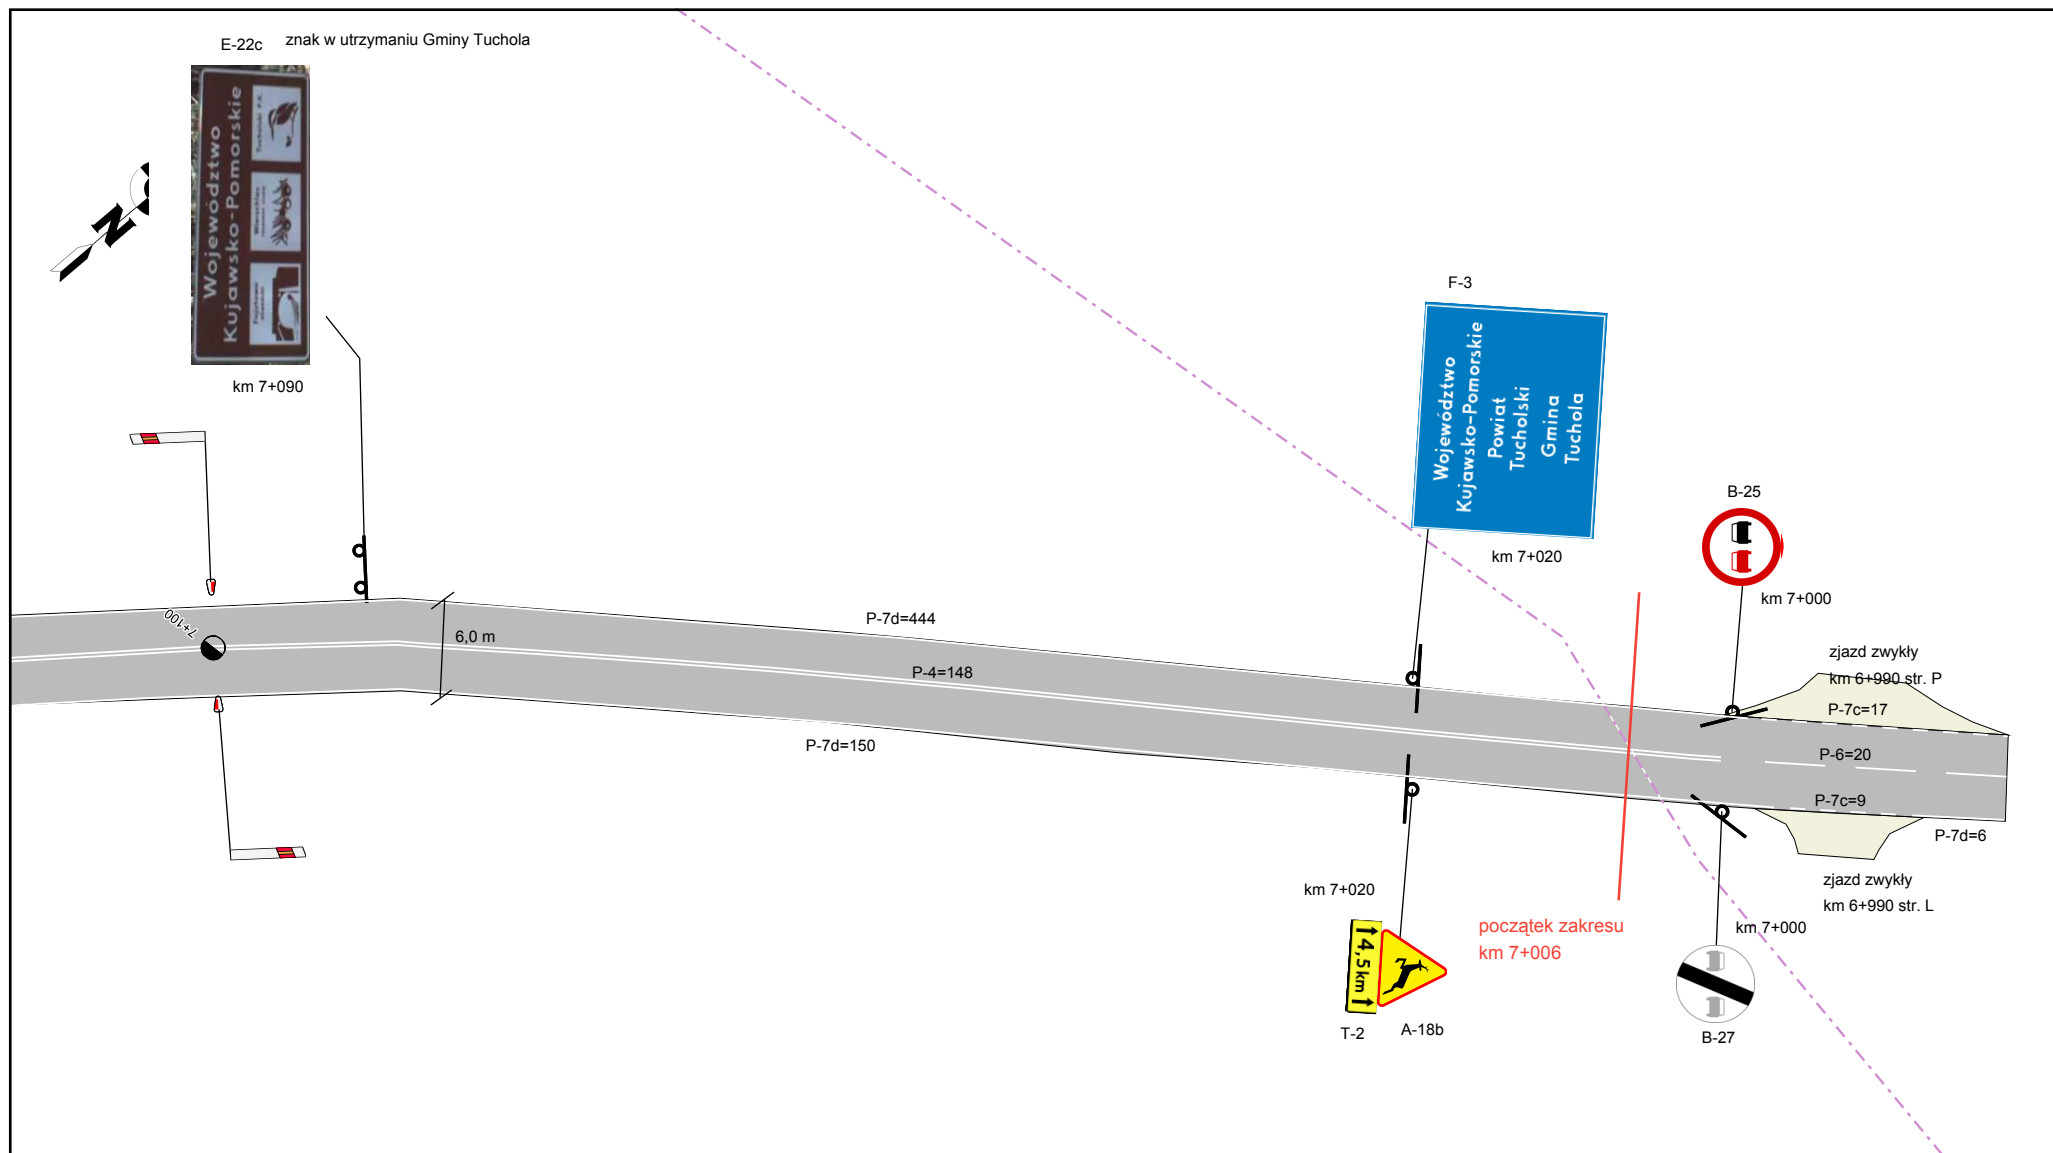 E-22c
znak w utrzymaniu Gminy Tuchola
Województwo
Kujawsko-Pomorskie
Tucholski P.K.
km 7+090
N
7+100
6,0 m
P-7d=444
P-4=148
P-7d=150
F-3
Województwo
Kujawsko-Pomorskie
Powiat
Tucholski
Gmina
Tuchola
km 7+020
B-25
km 7+000
zjazd zwykły
km 6+990 str. P
P-7c=17
P-6=20
P-7c=9
P-7d=6
zjazd zwykły
km 6+990 str. L
km 7+020
4,5km
T-2
A-18b
początek zakresu
km 7+006
km 7+000
B-27